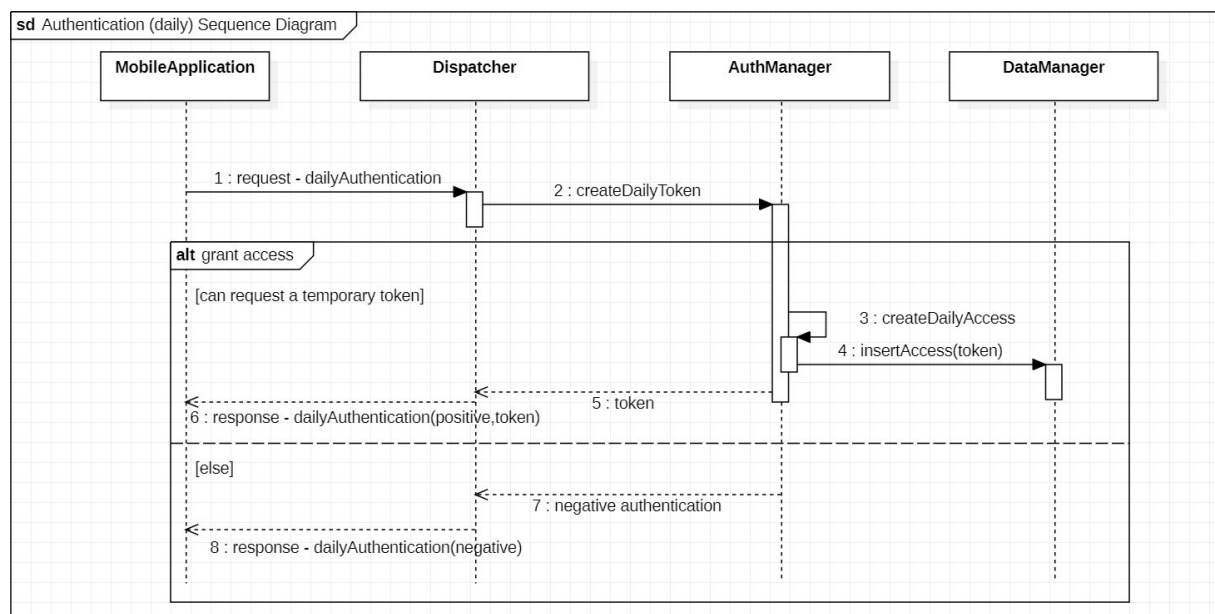 sd Authentication (daily) Sequence Diagram
MobileApplication
Dispatcher
AuthManager
DataManager
1 : request - dailyAuthentication
2 : createDailyToken
alt grant access
[can request a temporary token]
3 : createDailyAccess
4 : insertAccess(token)
5 : token
6 : response - dailyAuthentication(positive,token)
[else]
7 : negative authentication
8 : response - dailyAuthentication(negative)